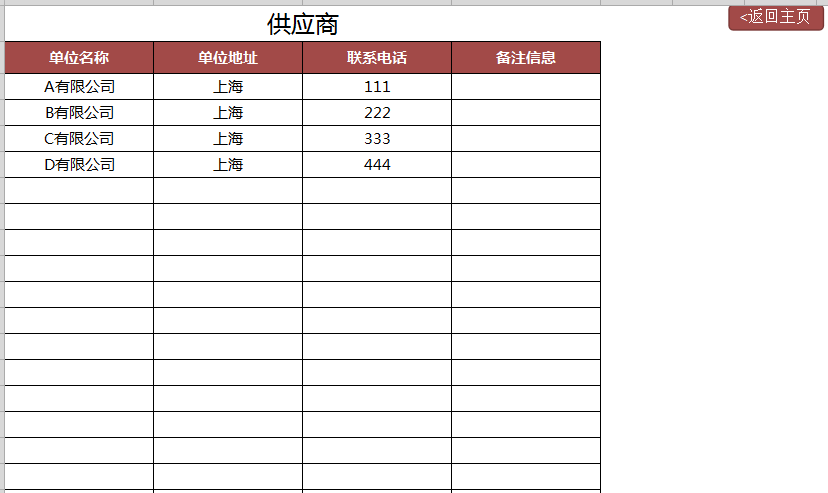 供应商
<返回主页
单位名称 单位地址 联系电话 备注信息
A有限公司 上海 111
B有限公司 上海 222
C有限公司 上海 333
D有限公司 上海 444